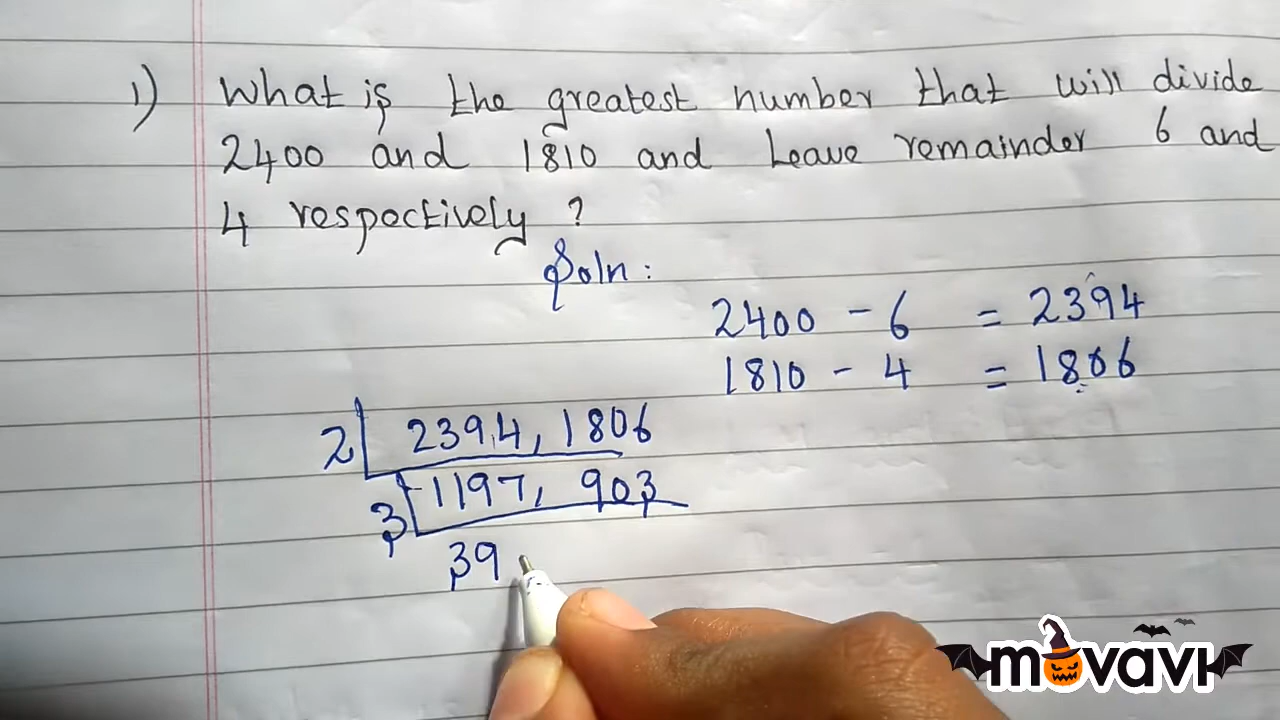 1) What is the greatest number that will divide
2400 and 1810 and Leave remainder 6 and
4 respectively ?
Soln :
2400 - 6 = 2394
1810 - 4 = 1806
2 2394, 1806
3 1197, 903
39
movavi